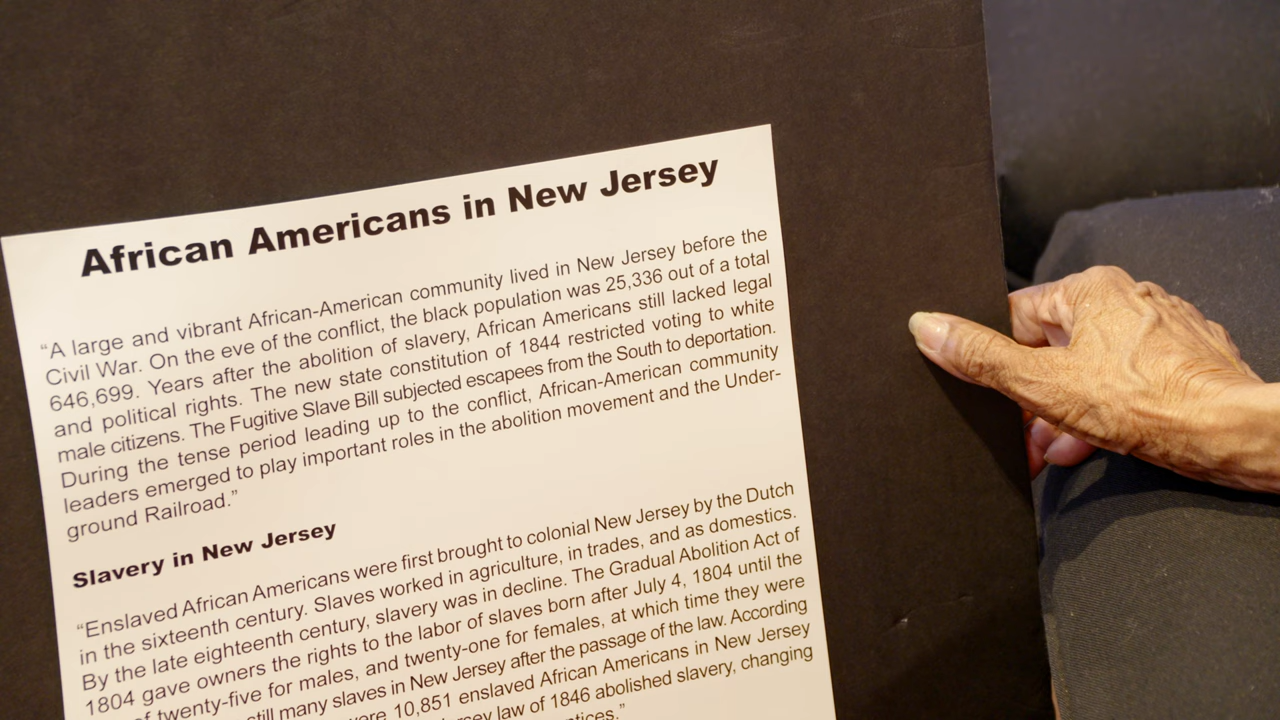 African Americans in New Jersey
“A large and vibrant African-American community lived in New Jersey before the
Civil War. On the eve of the conflict, the black population was 25,336 out of a total
646,699. Years after the abolition of slavery, African Americans still lacked legal
and political rights. The new state constitution of 1844 restricted voting to white
male citizens. The Fugitive Slave Bill subjected escapees from the South to deportation.
During the tense period leading up to the conflict, African-American community
leaders emerged to play important roles in the abolition movement and the Under-
ground Railroad.”
Slavery in New Jersey
“Enslaved African Americans were first brought to colonial New Jersey by the Dutch
in the sixteenth century. Slaves worked in agriculture, in trades, and as domestics.
By the late eighteenth century, slavery was in decline. The Gradual Abolition Act of
1804 gave owners the rights to the labor of slaves born after July 4, 1804 until the
of twenty-five for males, and twenty-one for females, at which time they were
still many slaves in New Jersey after the passage of the law. According
10,851 enslaved African Americans in New Jersey
law of 1846 abolished slavery, changing